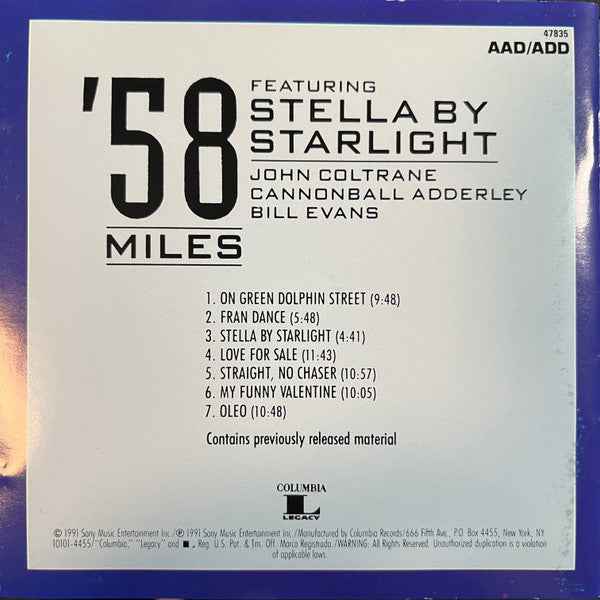 47835
AAD/ADD
'58
MILES
FEATURING
STELLA BY
STARLIGHT
JOHN COLTRANE
CANNONBALL ADDERLEY
BILL EVANS
1. ON GREEN DOLPHIN STREET (9:48)
2. FRAN DANCE (5:48)
3. STELLA BY STARLIGHT (4:41)
4. LOVE FOR SALE (11:43)
5. STRAIGHT, NO CHASER (10:57)
6. MY FUNNY VALENTINE (10:05)
7. OLEO (10:48)
Contains previously released material
COLUMBIA
L
LEGACY
© 1991 Sony Music Entertainment Inc./℗ 1991 Sony Music Entertainment Inc./Manufactured by Columbia Records/666 Fifth Ave., P.O. Box 4455, New York, NY
10101-4455/"Columbia," "Legacy" and L, Reg. U.S. Pat. & Tm. Off. Marca Registrada./WARNING: All Rights Reserved. Unauthorized duplication is a violation
of applicable laws.